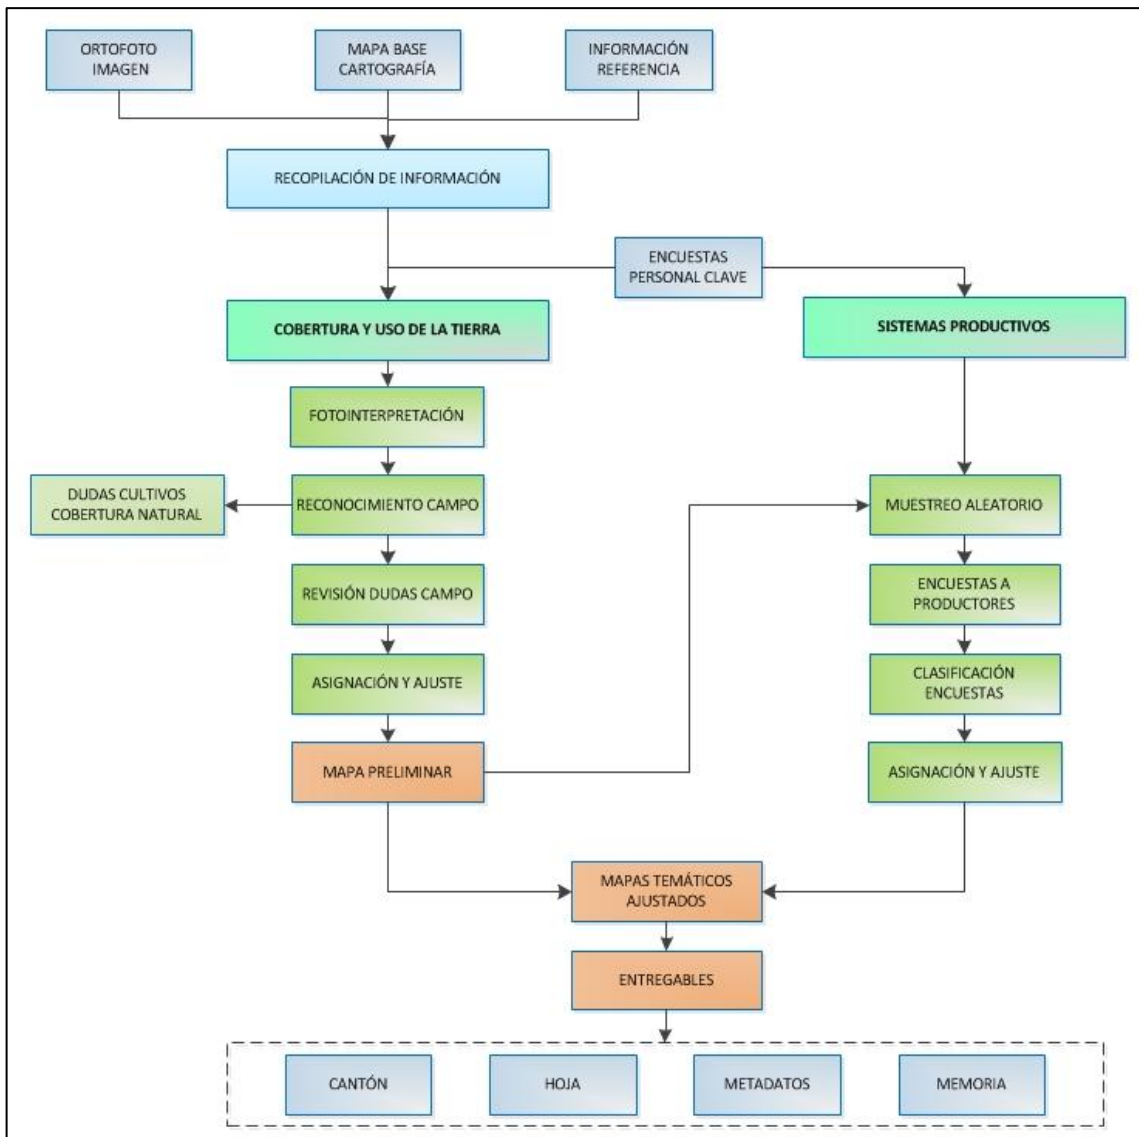 ORTOFOTO
IMAGEN
MAPA BASE
CARTOGRAFÍA
INFORMACIÓN
REFERENCIA
RECOPILACIÓN DE INFORMACIÓN
ENCUESTAS
PERSONAL CLAVE
COBERTURA Y USO DE LA TIERRA
SISTEMAS PRODUCTIVOS
FOTOINTERPRETACIÓN
DUDAS CULTIVOS
COBERTURA NATURAL
RECONOCIMIENTO CAMPO
MUESTREO ALEATORIO
REVISIÓN DUDAS CAMPO
ENCUESTAS A
PRODUCTORES
ASIGNACIÓN Y AJUSTE
CLASIFICACIÓN
ENCUESTAS
MAPA PRELIMINAR
ASIGNACIÓN Y AJUSTE
MAPAS TEMÁTICOS
AJUSTADOS
ENTREGABLES
CANTÓN
HOJA
METADATOS
MEMORIA